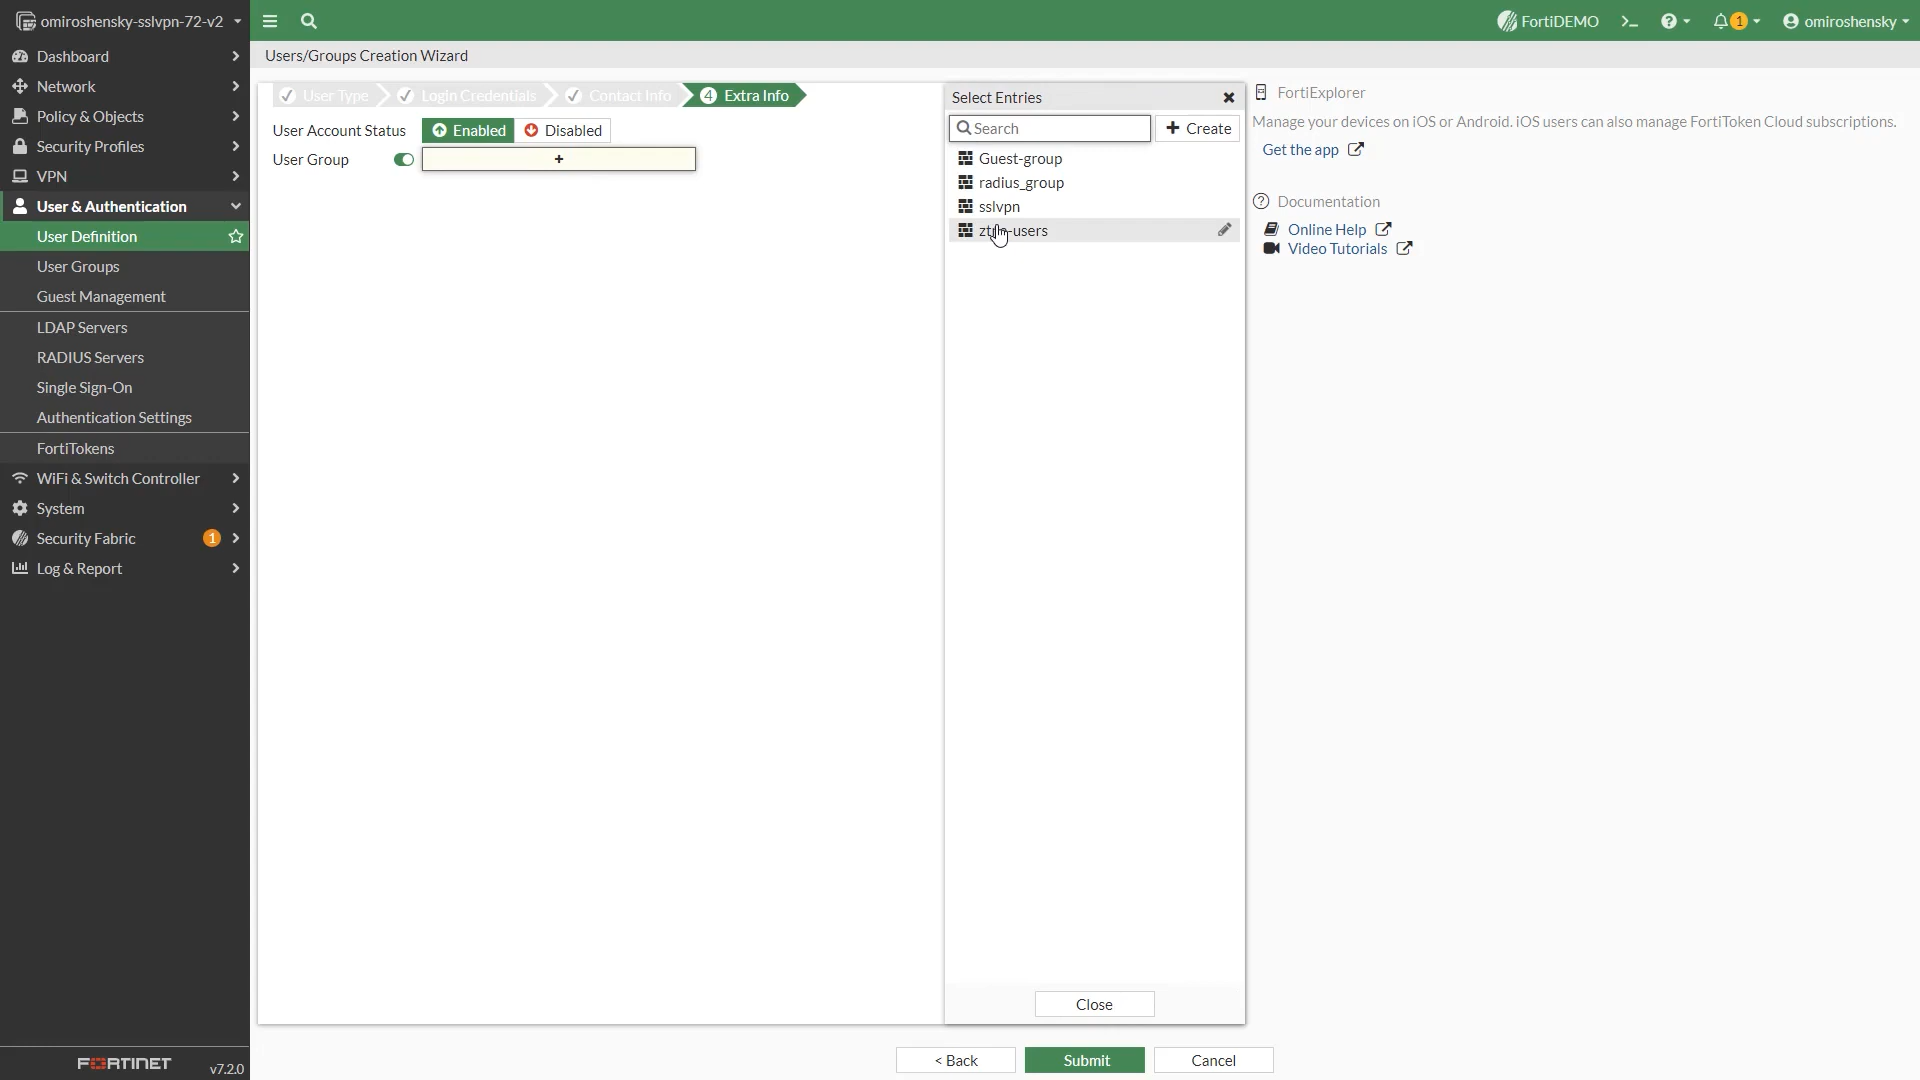 omiroshensky-sslvpn-72-v2
FortiDEMO
1
omiroshensky
Dashboard
Network
Policy & Objects
Security Profiles
VPN
User & Authentication
User Definition
User Groups
Guest Management
LDAP Servers
RADIUS Servers
Single Sign-On
Authentication Settings
FortiTokens
WiFi & Switch Controller
System
Security Fabric 1
Log & Report
FORTINET v7.2.0
Users/Groups Creation Wizard
User Type Login Credentials Contact Info 4 Extra Info
User Account Status Enabled Disabled
User Group +
Select Entries
Search + Create
Guest-group
radius_group
sslvpn
Close
< Back Submit Cancel
FortiExplorer
Manage your devices on iOS or Android. iOS users can also manage FortiToken Cloud subscriptions.
Get the app
Documentation
Online Help
Video Tutorials